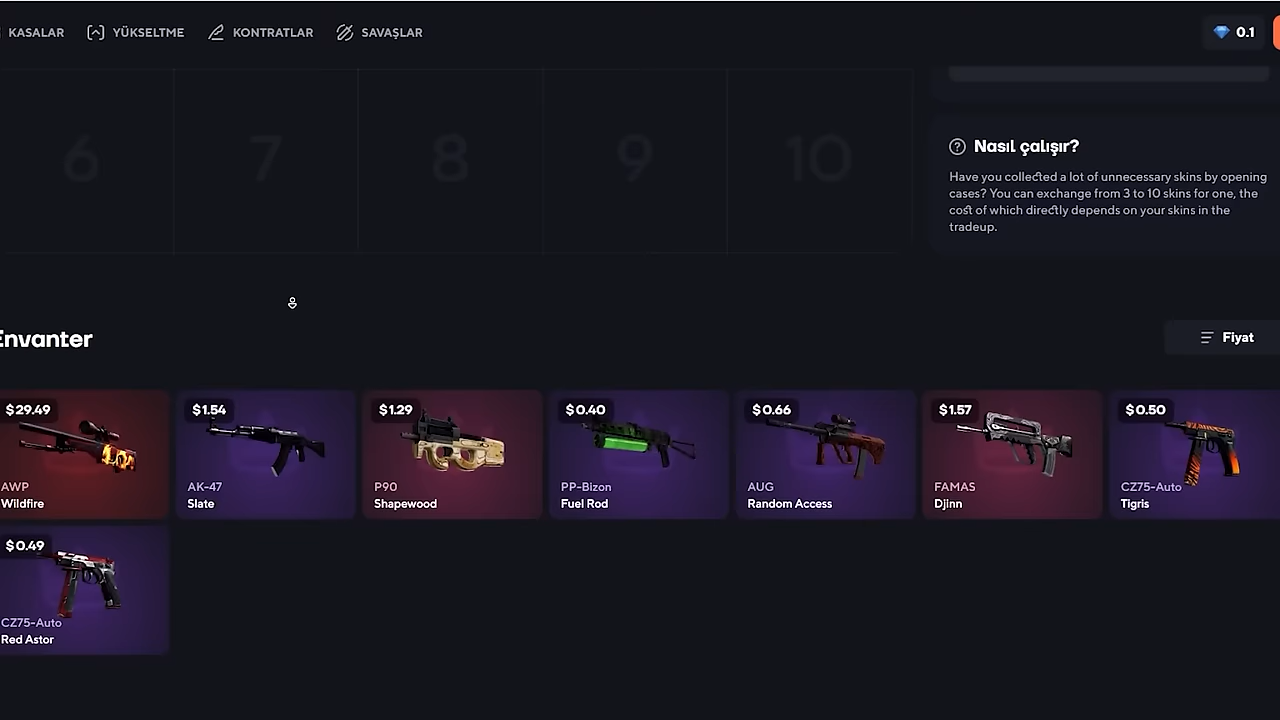 KASALAR YÜKSELTME KONTRATLAR SAVAŞLAR 0.1
6 7 8 9 10
Nasıl çalışır?
Have you collected a lot of unnecessary skins by opening
cases? You can exchange from 3 to 10 skins for one, the
cost of which directly depends on your skins in the
tradeup.
Envanter
Fiyat
$29.49
AWP
Wildfire
$1.54
AK-47
Slate
$1.29
P90
Shapewood
$0.40
PP-Bizon
Fuel Rod
$0.66
AUG
Random Access
$1.57
FAMAS
Djinn
$0.50
CZ75-Auto
Tigris
$0.49
CZ75-Auto
Red Astor